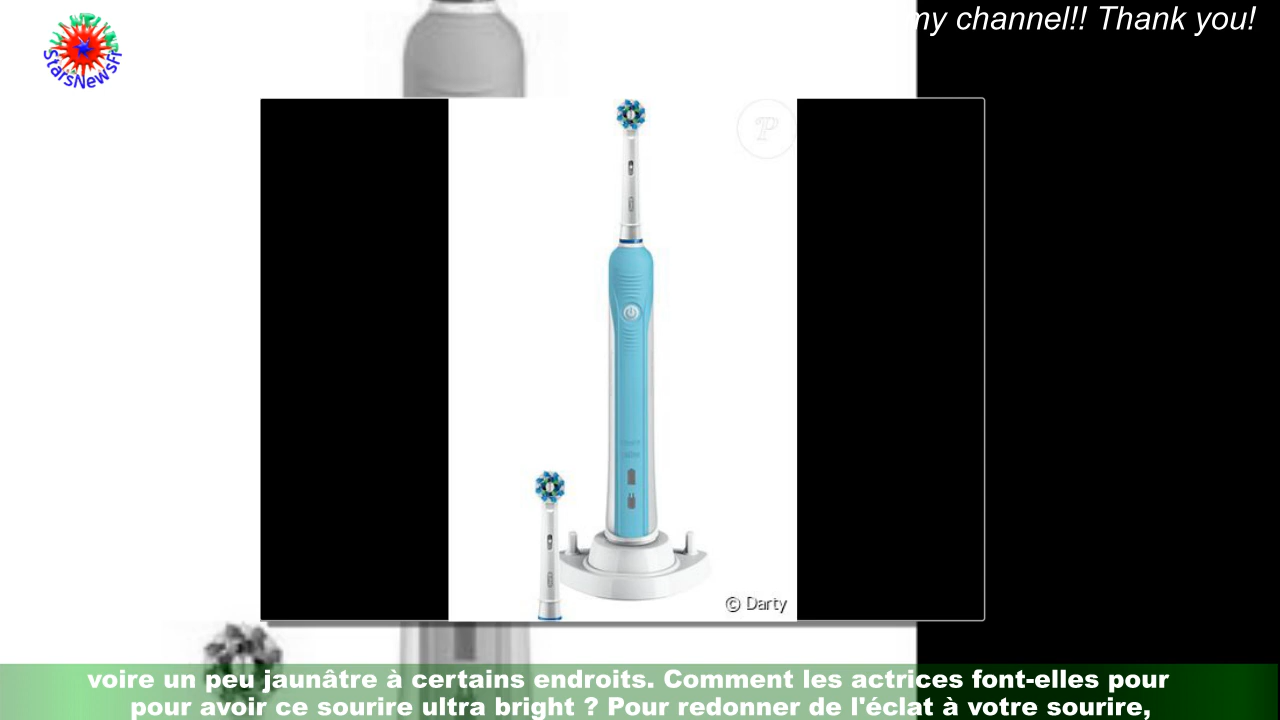 my channel!! Thank you!
StarsNewsFr
P
© Darty
voire un peu jaunâtre à certains endroits. Comment les actrices font-elles pour
pour avoir ce sourire ultra bright ? Pour redonner de l'éclat à votre sourire,